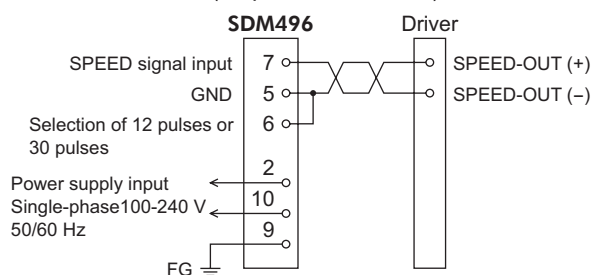 SDM496 Driver
SPEED signal input 7 SPEED-OUT (+)
GND 5 SPEED-OUT (−)
Selection of 12 pulses or 6
30 pulses
2
Power supply input
Single-phase100-240 V 10
50/60 Hz 9
FG